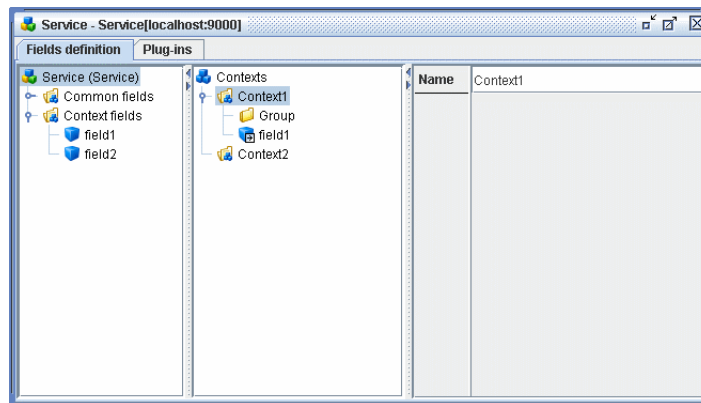 Service - Service[localhost:9000]
Fields definition Plug-ins
Service (Service)
Common fields
Context fields
field1
field2
Contexts
Context1
Group
field1
Context2
Name Context1